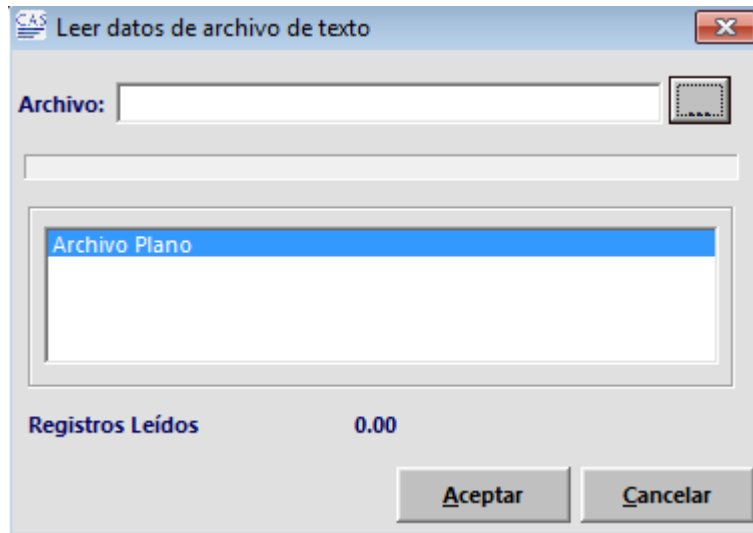 CAS Leer datos de archivo de texto
Archivo: ...
Archivo Plano
Registros Leídos 0.00
Aceptar Cancelar